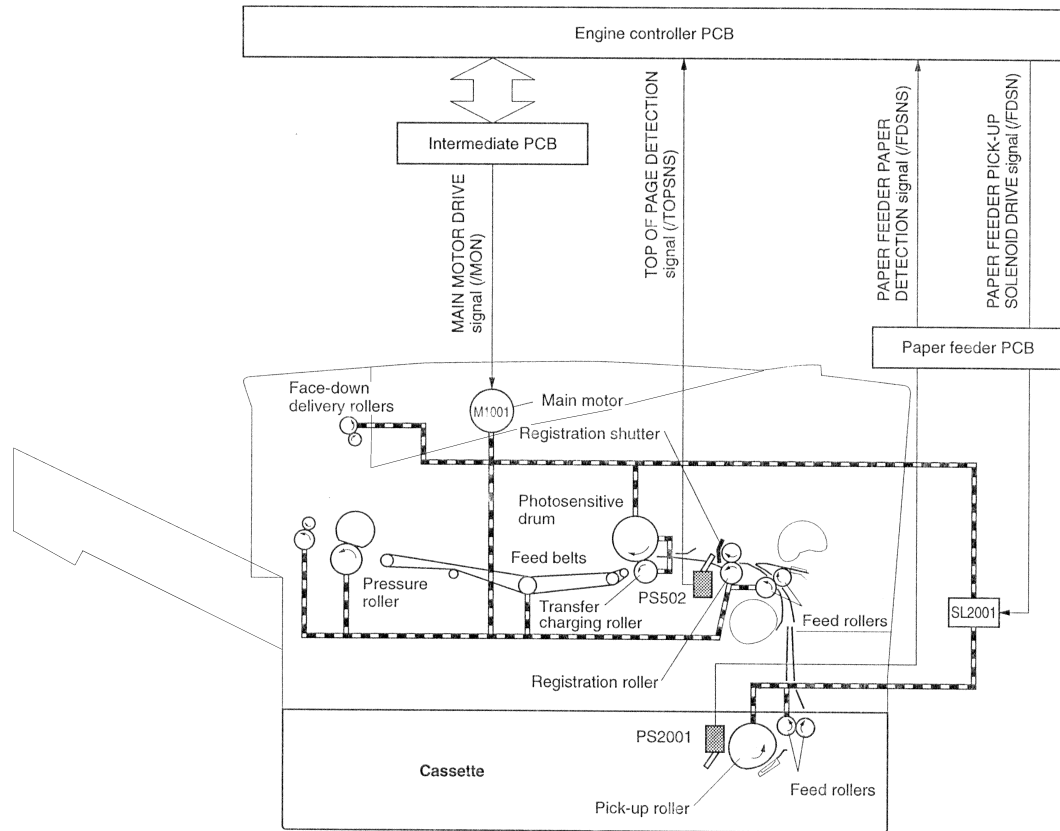 Engine controller PCB
Intermediate PCB
MAIN MOTOR DRIVE
signal (/MON)
TOP OF PAGE DETECTION
signal (/TOPSNS)
PAPER FEEDER PAPER
DETECTION signal (/FDSNS)
PAPER FEEDER PICK-UP
SOLENOID DRIVE signal (/FDSN)
Paper feeder PCB
Face-down
delivery rollers
M1001
Main motor
Registration shutter
Photosensitive
drum
Feed belts
Pressure
roller
Transfer
charging roller
PS502
Feed rollers
SL2001
Registration roller
PS2001
Cassette
Feed rollers
Pick-up roller